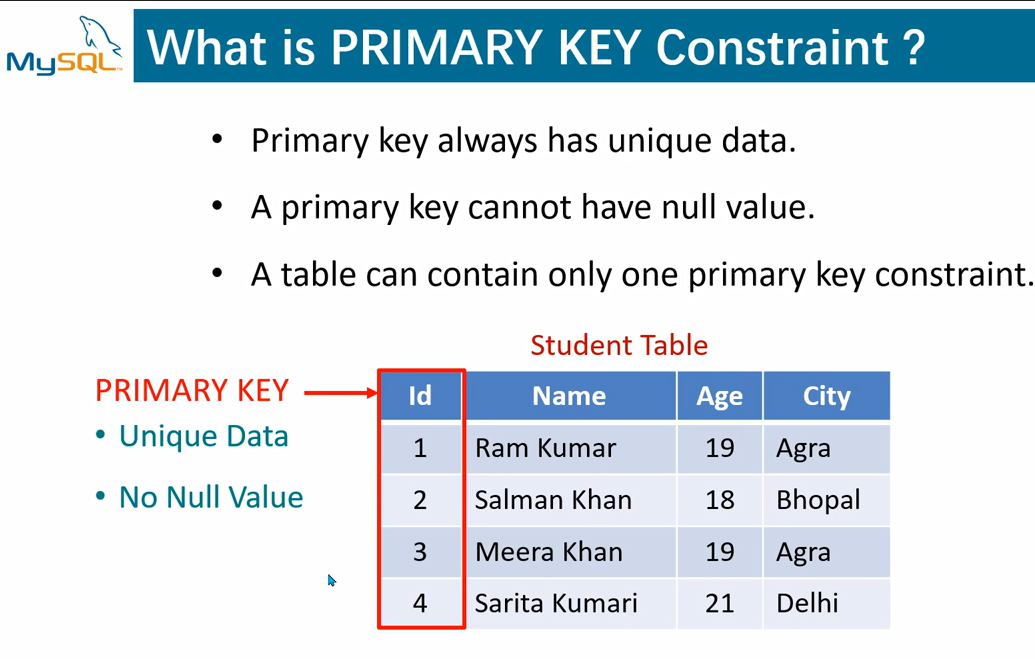 MySQL™
What is PRIMARY KEY Constraint ?
• Primary key always has unique data.
• A primary key cannot have null value.
• A table can contain only one primary key constraint.
Student Table
PRIMARY KEY
• Unique Data
• No Null Value
Id Name Age City
1 Ram Kumar 19 Agra
2 Salman Khan 18 Bhopal
3 Meera Khan 19 Agra
4 Sarita Kumari 21 Delhi